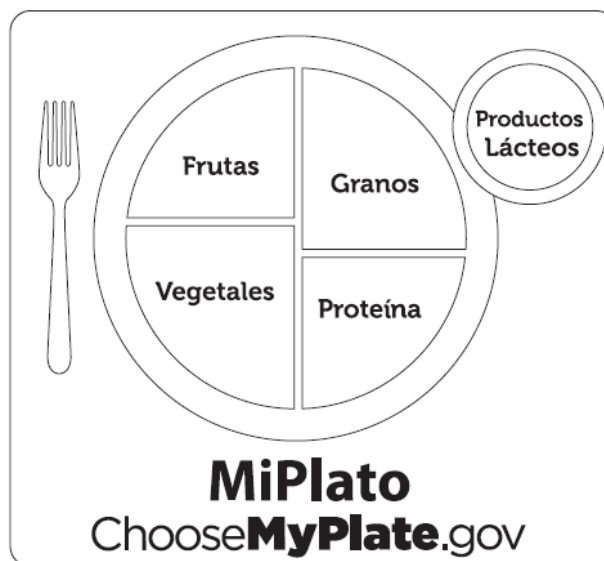 Frutas
Granos
Productos
Lácteos
Vegetales
Proteína
MiPlato
ChooseMyPlate.gov